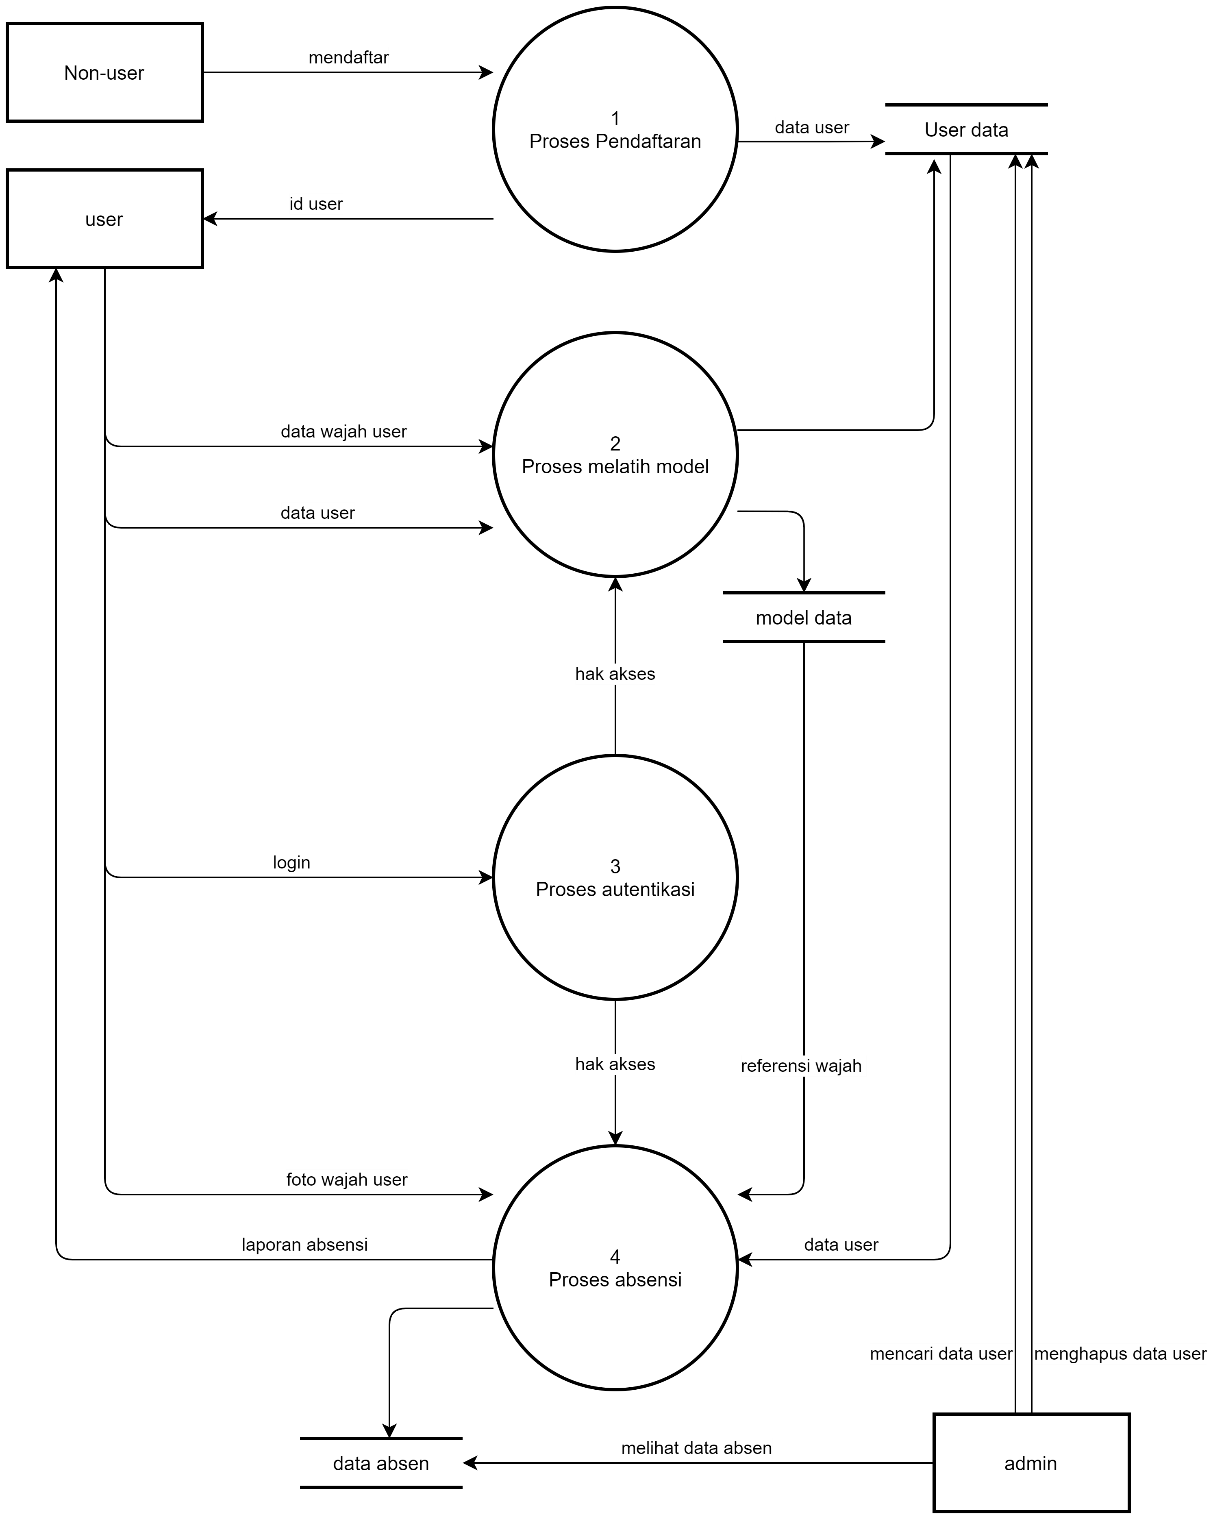 Non-user
mendaftar
1
Proses Pendaftaran
data user
User data
user
id user
data wajah user
2
Proses melatih model
data user
model data
hak akses
login
3
Proses autentikasi
hak akses
referensi wajah
foto wajah user
laporan absensi
4
Proses absensi
data user
mencari data user
menghapus data user
data absen
melihat data absen
admin